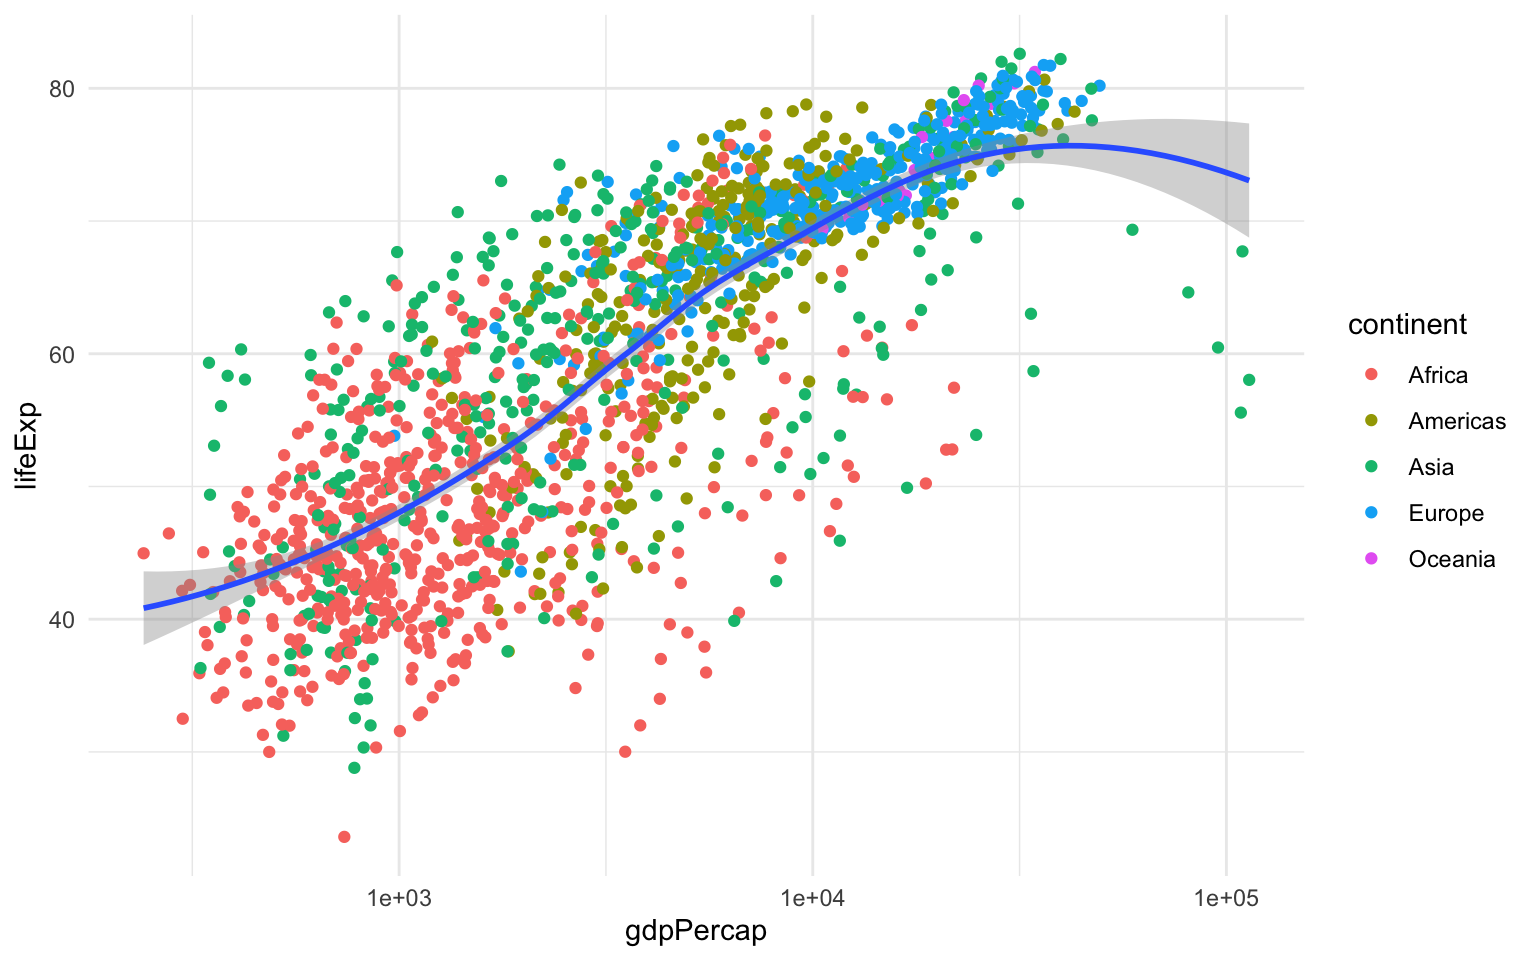 80
60
40
lifeExp
1e+03
1e+04
1e+05
gdpPercap
continent
Africa
Americas
Asia
Europe
Oceania